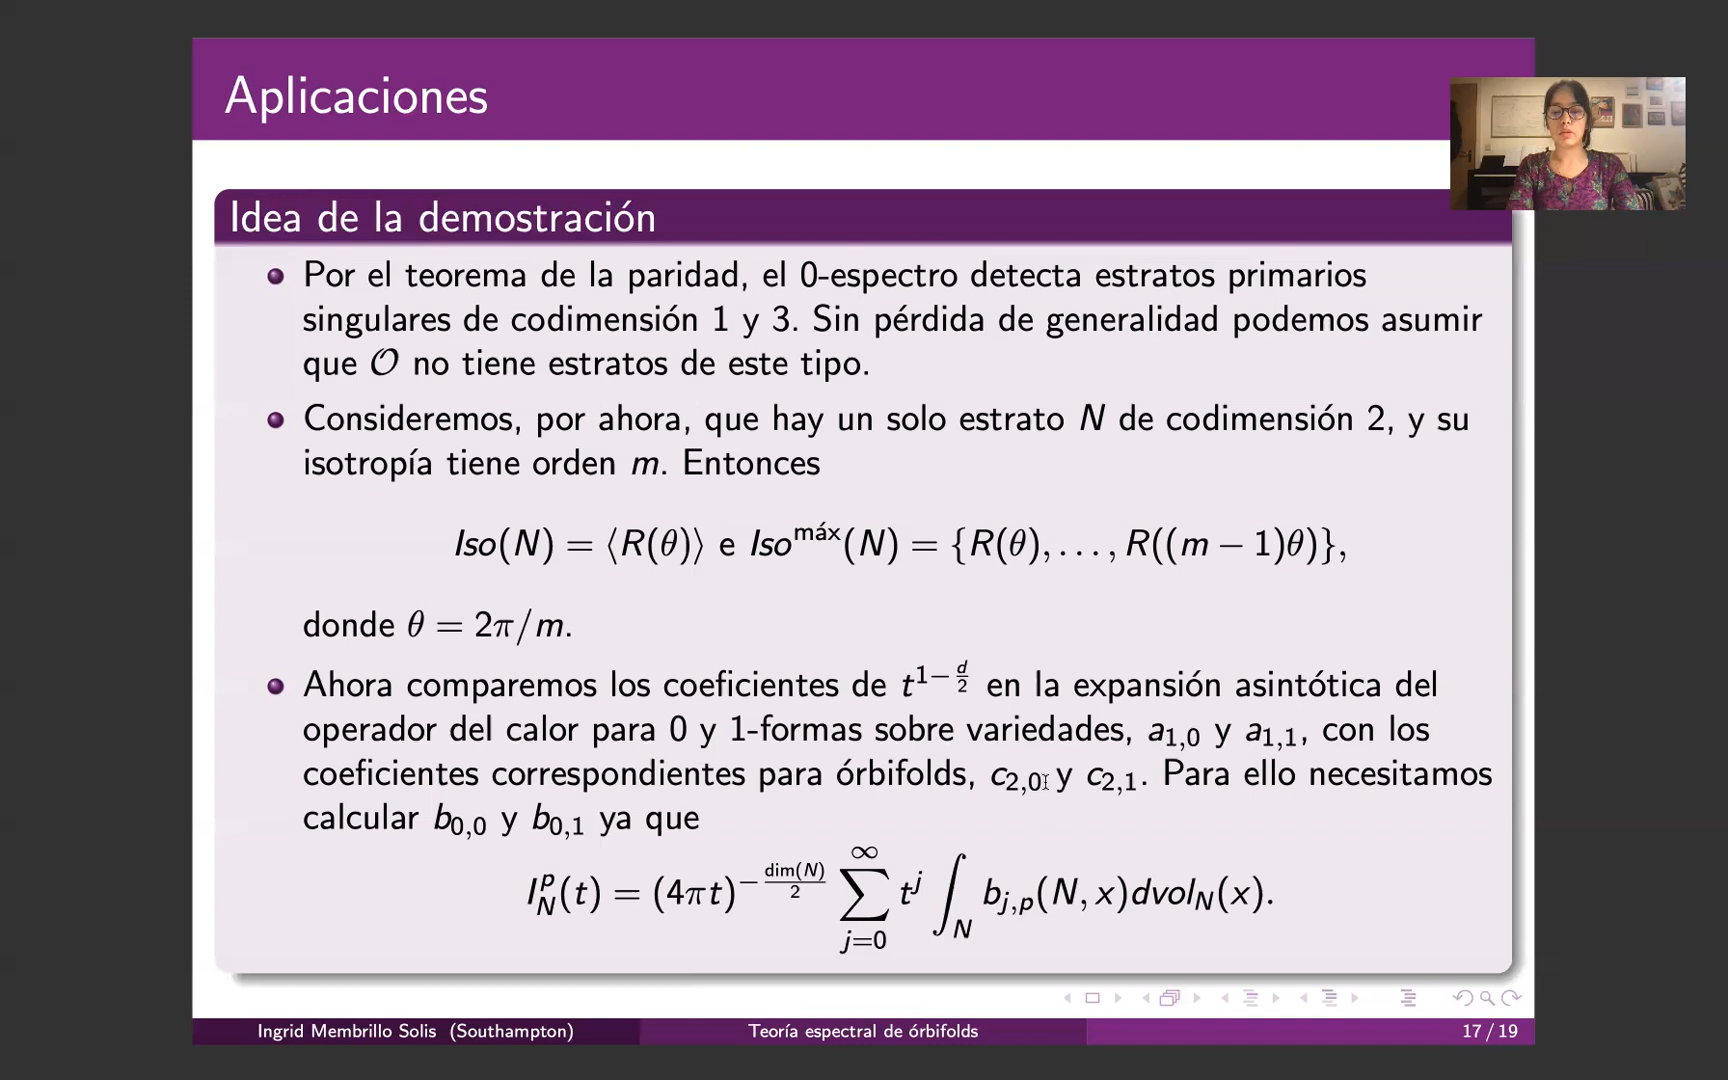 Aplicaciones
Idea de la demostración
Por el teorema de la paridad, el 0-espectro detecta estratos primarios
singulares de codimensión 1 y 3. Sin pérdida de generalidad podemos asumir
que 𝒪 no tiene estratos de este tipo.
Consideremos, por ahora, que hay un solo estrato N de codimensión 2, y su
isotropía tiene orden m. Entonces
Iso(N) = ⟨R(θ)⟩ e Iso^{máx}(N) = {R(θ), . . . , R((m − 1)θ)},
donde θ = 2π/m.
Ahora comparemos los coeficientes de t^{1−\frac{d}{2}} en la expansión asintótica del
operador del calor para 0 y 1-formas sobre variedades, a_{1,0} y a_{1,1}, con los
coeficientes correspondientes para órbifolds, c_{2,0} y c_{2,1}. Para ello necesitamos
calcular b_{0,0} y b_{0,1} ya que
I_N^p(t) = (4πt)^{−\frac{dim(N)}{2}} \sum_{j=0}^{∞} t^j \int_N b_{j,p}(N, x)dvol_N(x).
Ingrid Membrillo Solis (Southampton)
Teoría espectral de órbifolds
17 / 19